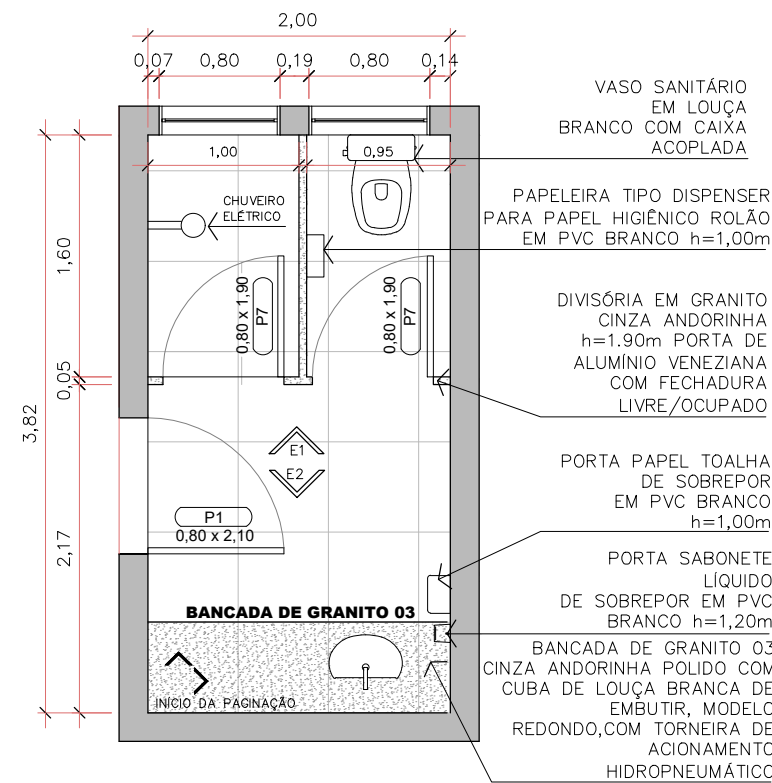 2,00
0,07 0,80 0,19 0,80 0,14
VASO SANITÁRIO
EM LOUÇA
BRANCO COM CAIXA
ACOPLADA
1,00
0,95
CHUVEIRO
ELÉTRICO
PAPELEIRA TIPO DISPENSER
PARA PAPEL HIGIÊNICO ROLÃO
EM PVC BRANCO h=1,00m
1,60
0,80 x 1,90
P7
0,80 x 1,90
P7
DIVISÓRIA EM GRANITO
CINZA ANDORINHA
h=1.90m PORTA DE
ALUMÍNIO VENEZIANA
COM FECHADURA
LIVRE/OCUPADO
0,05
3,82
E1
E2
P1
0,80 x 2,10
2,17
PORTA PAPEL TOALHA
DE SOBREPOR
EM PVC BRANCO
h=1,00m
PORTA SABONETE
LÍQUIDO
DE SOBREPOR EM PVC
BRANCO h=1,20m
BANCADA DE GRANITO 03
INÍCIO DA PAGINAÇÃO
BANCADA DE GRANITO 03
CINZA ANDORINHA POLIDO COM
CUBA DE LOUÇA BRANCA DE
EMBUTIR, MODELO
REDONDO,COM TORNEIRA DE
ACIONAMENTO
HIDROPNEUMÁTICO